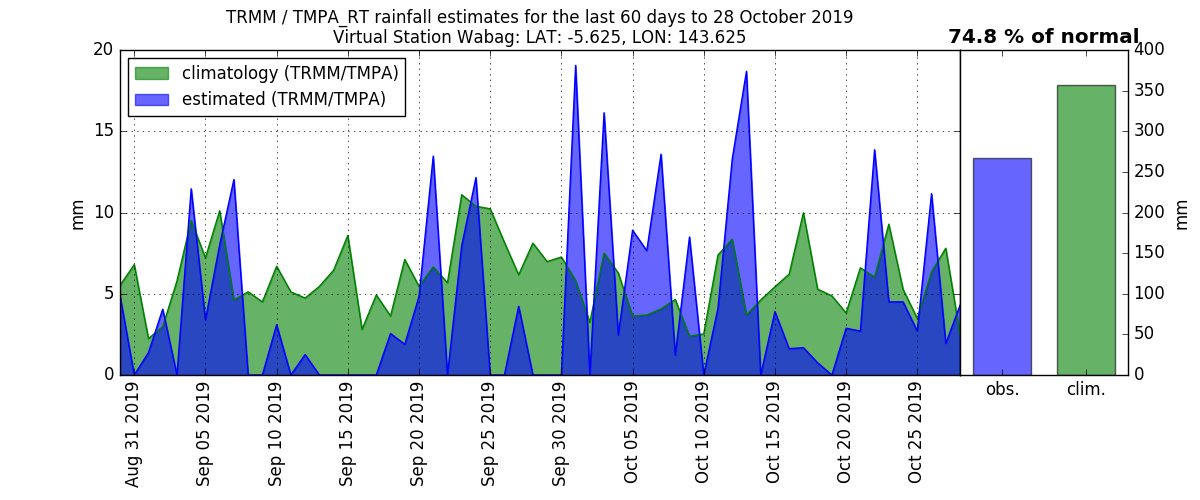 TRMM / TMPA_RT rainfall estimates for the last 60 days to 28 October 2019
Virtual Station Wabag: LAT: -5.625, LON: 143.625
74.8 % of normal
climatology (TRMM/TMPA)
estimated (TRMM/TMPA)
20
15
10
5
0
mm
Aug 31 2019
Sep 05 2019
Sep 10 2019
Sep 15 2019
Sep 20 2019
Sep 25 2019
Sep 30 2019
Oct 05 2019
Oct 10 2019
Oct 15 2019
Oct 20 2019
Oct 25 2019
obs.
clim.
400
350
300
250
200
150
100
50
0
mm